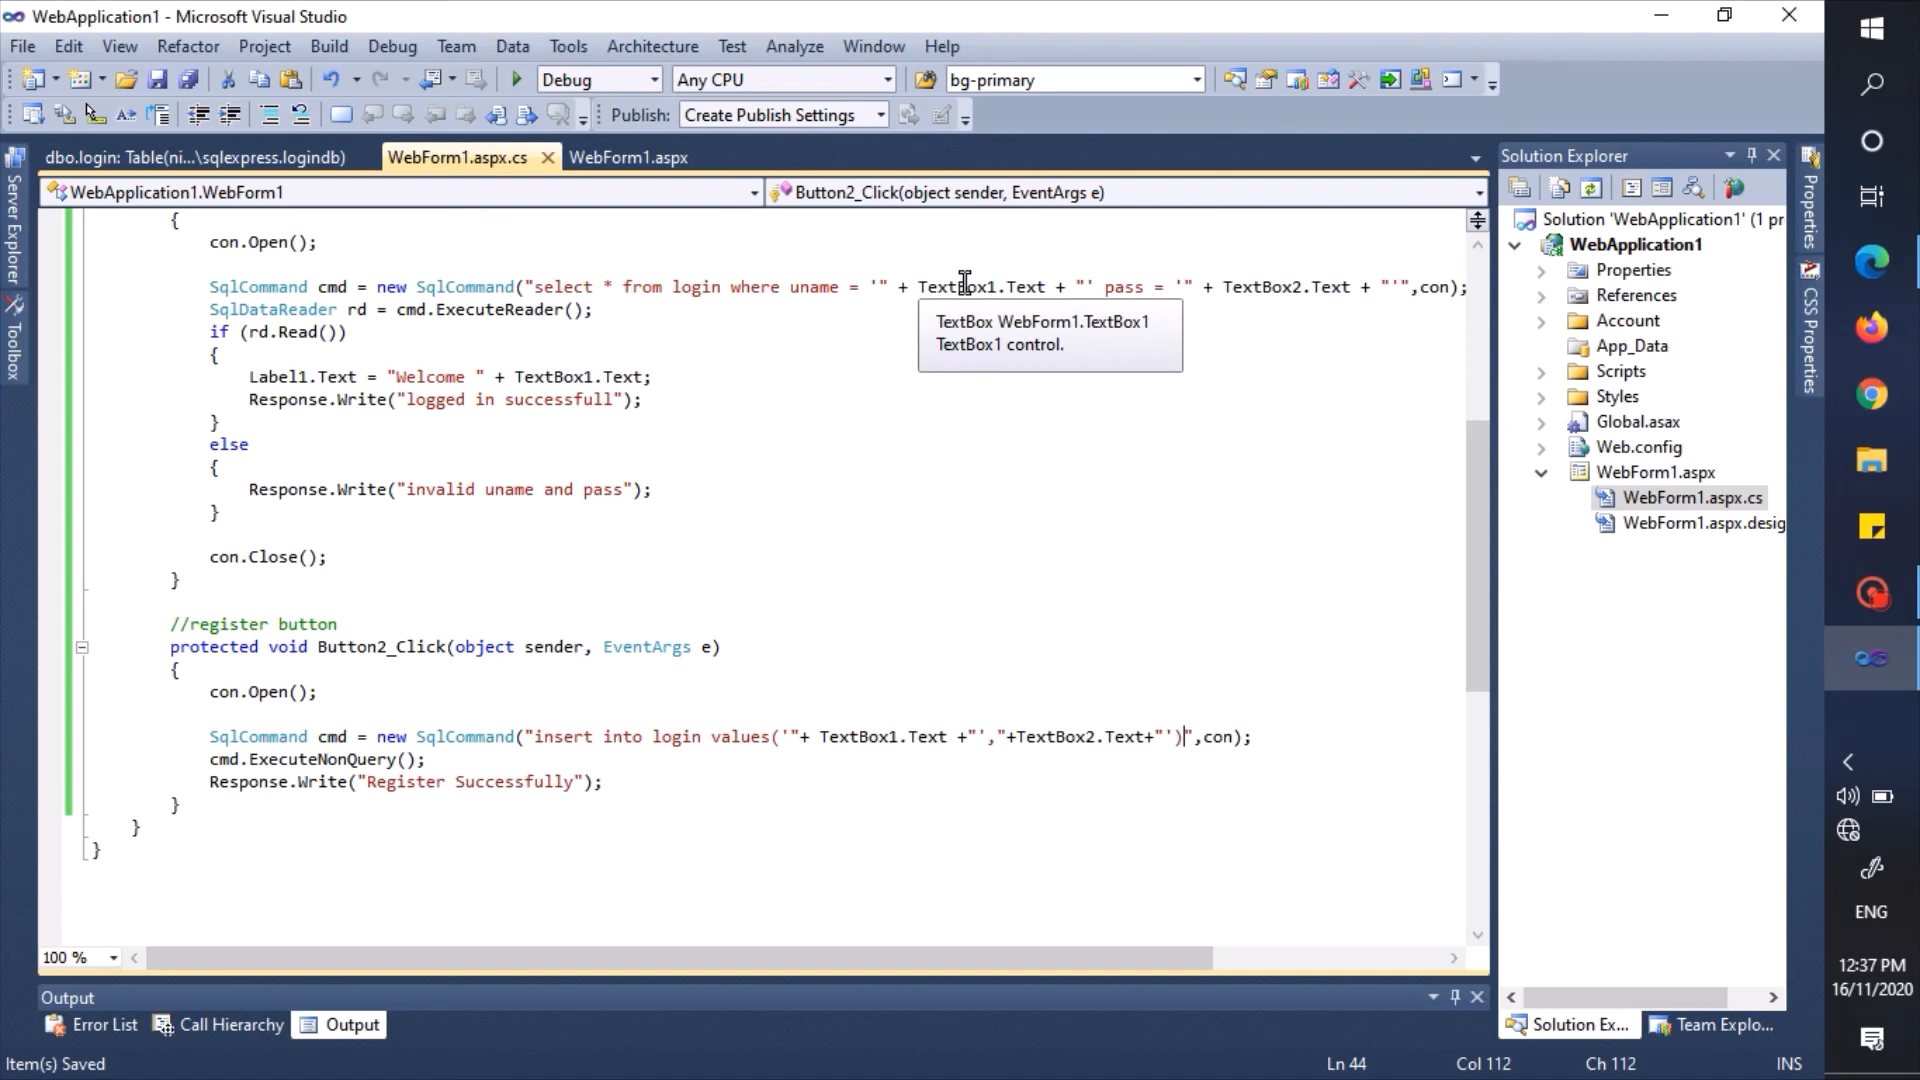 WebApplication1 - Microsoft Visual Studio
File Edit View Refactor Project Build Debug Team Data Tools Architecture Test Analyze Window Help
Debug Any CPU bg-primary
Publish: Create Publish Settings
dbo.login: Table(ni...\sqlexpress.logindb) WebForm1.aspx.cs WebForm1.aspx
WebApplication1.WebForm1 Button2_Click(object sender, EventArgs e)
{
con.Open();
SqlCommand cmd = new SqlCommand("select * from login where uname = '" + TextBox1.Text + "' pass = '" + TextBox2.Text + "'",con);
SqlDataReader rd = cmd.ExecuteReader();
TextBox WebForm1.TextBox1
TextBox1 control.
if (rd.Read())
{
Label1.Text = "Welcome " + TextBox1.Text;
Response.Write("logged in successfull");
}
else
{
Response.Write("invalid uname and pass");
}
con.Close();
}
//register button
protected void Button2_Click(object sender, EventArgs e)
{
con.Open();
SqlCommand cmd = new SqlCommand("insert into login values('"+ TextBox1.Text +"',"+TextBox2.Text+"')",con);
cmd.ExecuteNonQuery();
Response.Write("Register Successfully");
}
}
}
100 %
Output
Error List Call Hierarchy Output
Item(s) Saved Ln 44 Col 112 Ch 112 INS
Server Explorer
Toolbox
Solution Explorer
Solution 'WebApplication1' (1 pr
WebApplication1
Properties
References
Account
App_Data
Scripts
Styles
Global.asax
Web.config
WebForm1.aspx
WebForm1.aspx.cs
WebForm1.aspx.desig
Solution Ex... Team Explo...
Properties
CSS Properties
ENG
12:37 PM
16/11/2020